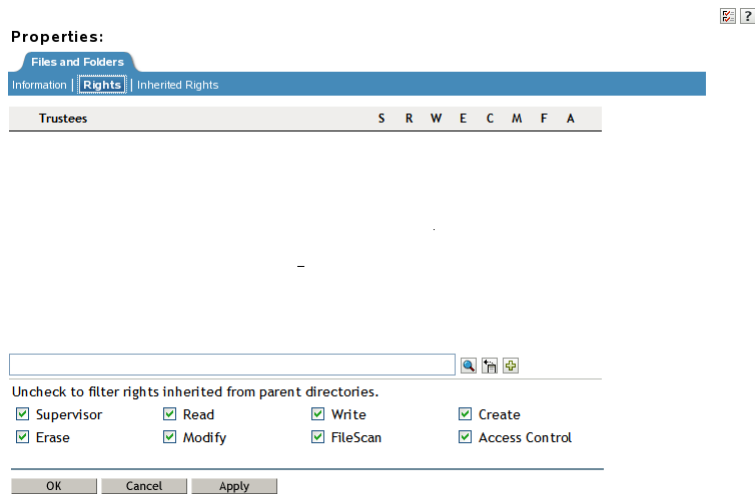 ?
Properties:
Files and Folders
Information | Rights | Inherited Rights
Trustees S R W E C M F A
Uncheck to filter rights inherited from parent directories.
Supervisor Read Write Create
Erase Modify FileScan Access Control
OK Cancel Apply